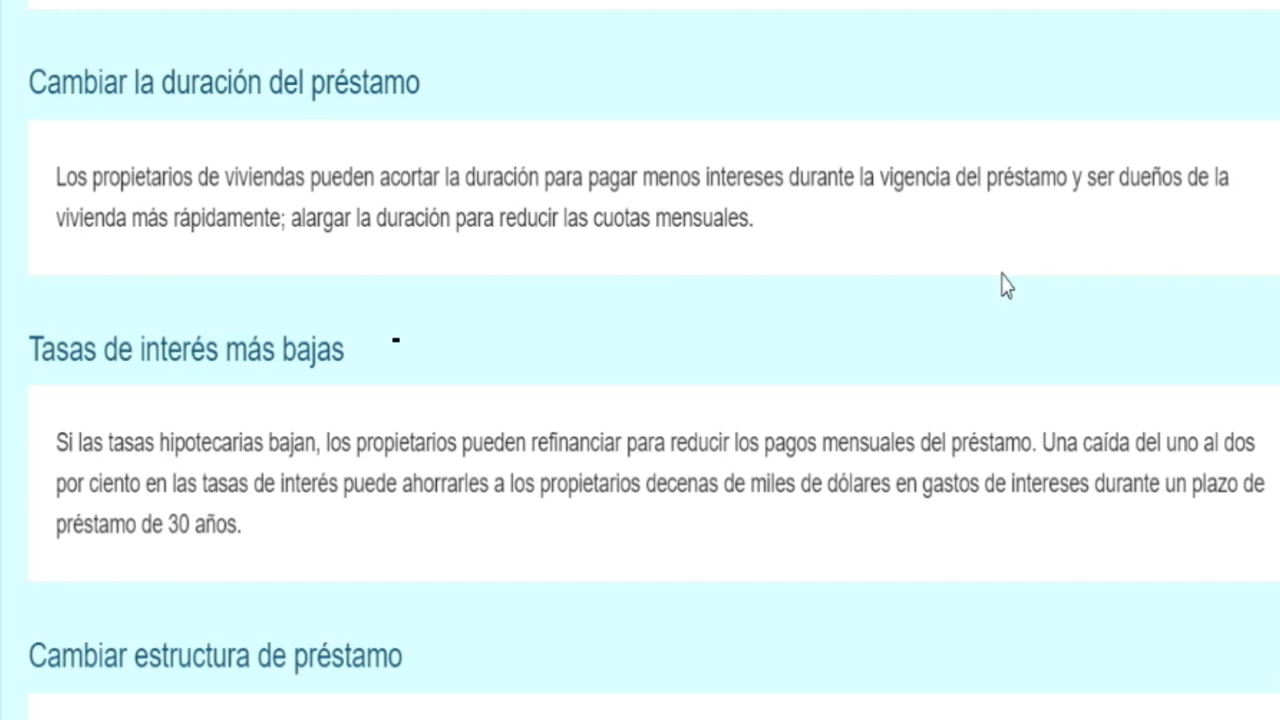 Cambiar la duración del préstamo
Los propietarios de viviendas pueden acortar la duración para pagar menos intereses durante la vigencia del préstamo y ser dueños de la
vivienda más rápidamente; alargar la duración para reducir las cuotas mensuales.
Tasas de interés más bajas
Si las tasas hipotecarias bajan, los propietarios pueden refinanciar para reducir los pagos mensuales del préstamo. Una caída del uno al dos
por ciento en las tasas de interés puede ahorrarles a los propietarios decenas de miles de dólares en gastos de intereses durante un plazo de
préstamo de 30 años.
Cambiar estructura de préstamo